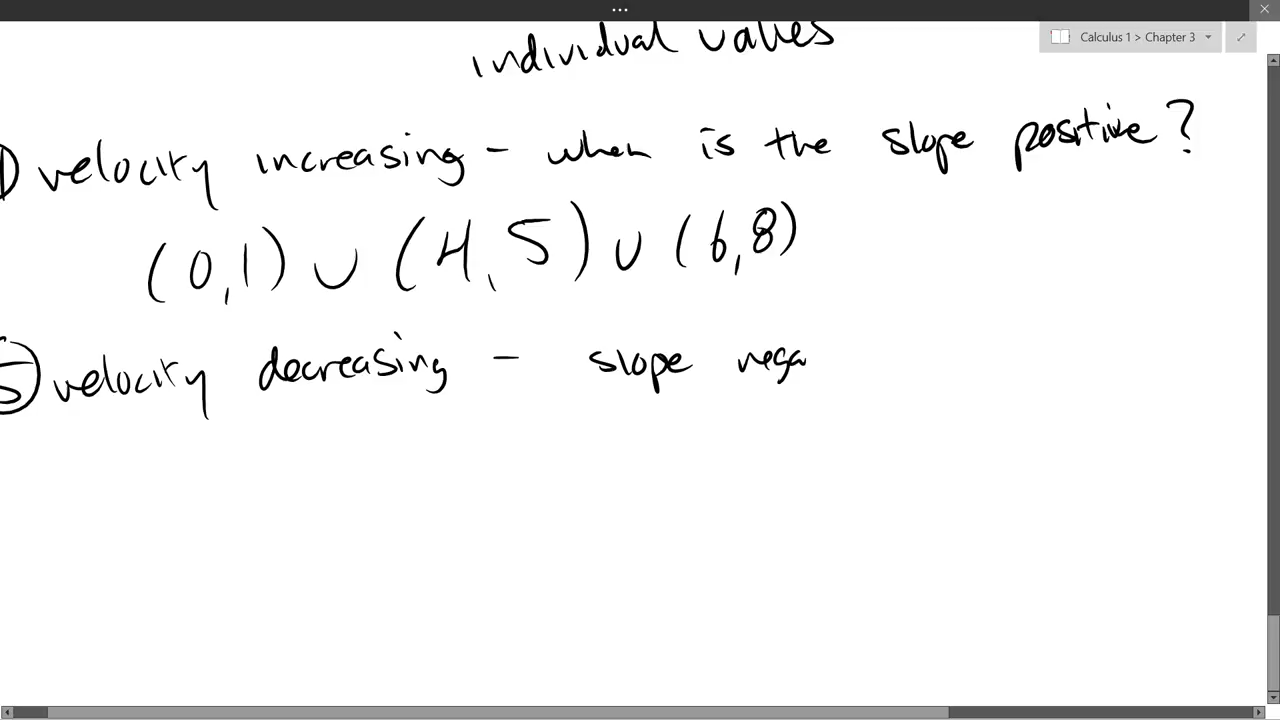 ...
Calculus 1 > Chapter 3
individual values
velocity increasing - when is the slope positive?
(0,1) ∪ (4,5) ∪ (6,8)
5 velocity decreasing - slope nega